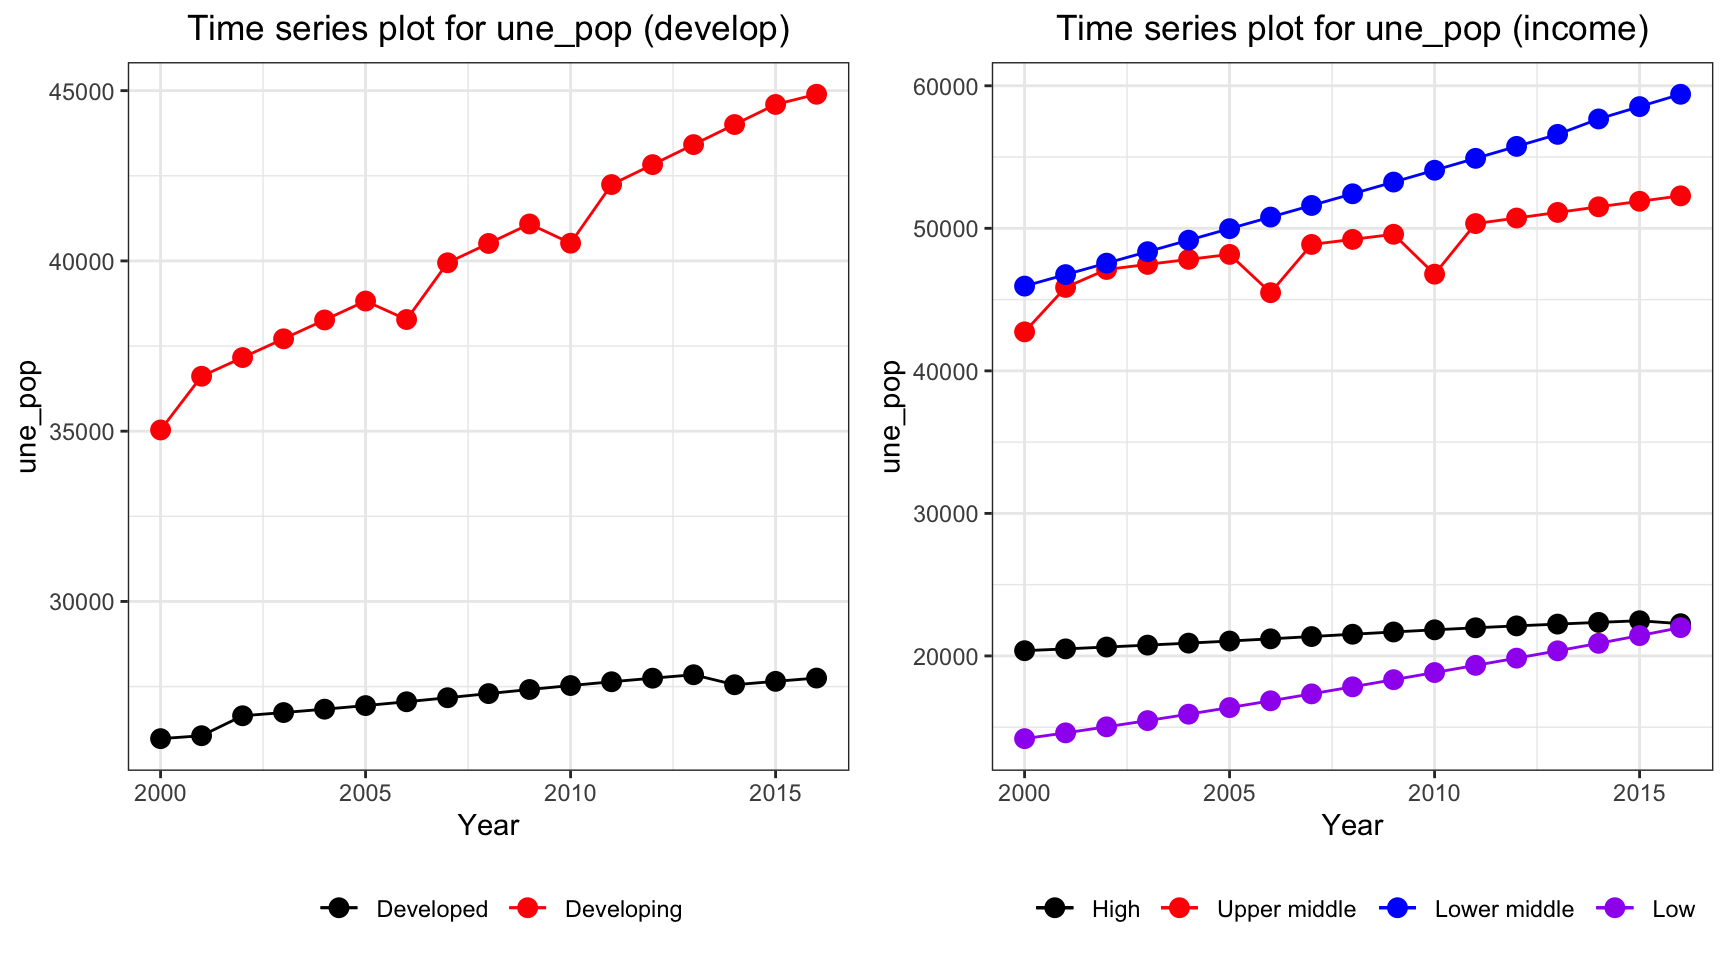 Time series plot for une_pop (develop)
45000
40000
35000
30000
une_pop
2000 2005 2010 2015
Year
Developed Developing
Time series plot for une_pop (income)
60000
50000
40000
30000
20000
une_pop
2000 2005 2010 2015
Year
High Upper middle Lower middle Low